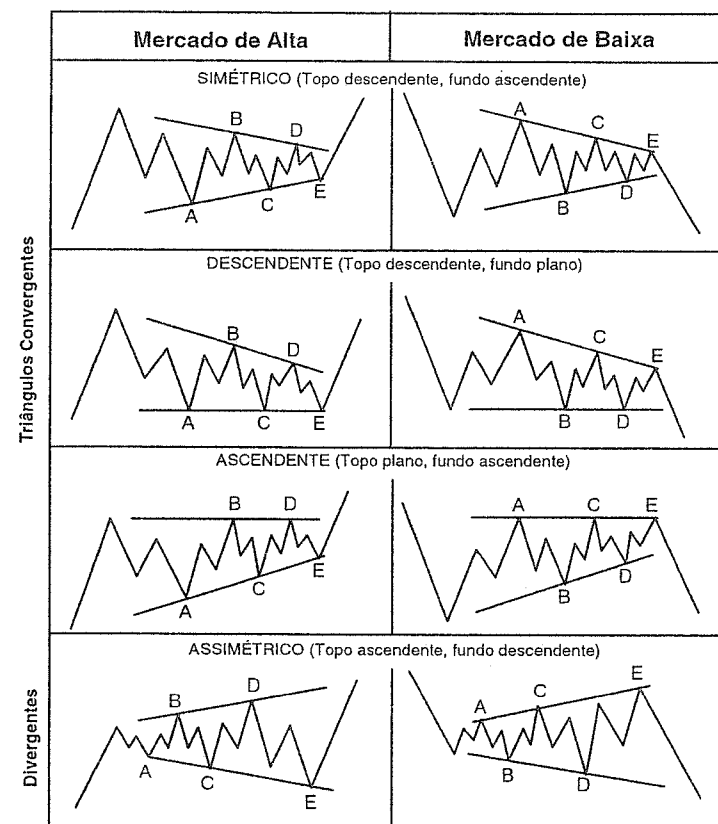 Mercado de Alta
Mercado de Baixa
Triângulos Convergentes
SIMÉTRICO (Topo descendente, fundo ascendente)
B
D
A
C
E
A
C
E
B
D
DESCENDENTE (Topo descendente, fundo plano)
B
D
A
C
E
A
C
E
B
D
ASCENDENTE (Topo plano, fundo ascendente)
B
D
E
C
A
A
C
E
D
B
Divergentes
ASSIMÉTRICO (Topo ascendente, fundo descendente)
B
D
A
C
E
A
C
E
B
D